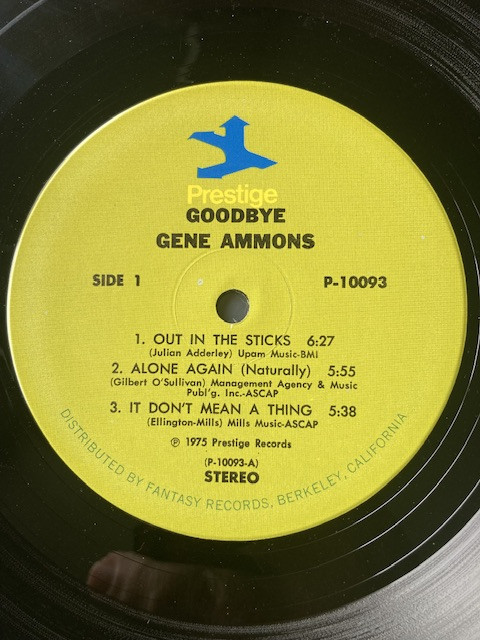 Prestige
GOODBYE
GENE AMMONS
SIDE 1 P-10093
1. OUT IN THE STICKS 6:27
(Julian Adderley) Upam Music-BMI
2. ALONE AGAIN (Naturally) 5:55
(Gilbert O'Sullivan) Management Agency & Music
Publ'g. Inc.-ASCAP
3. IT DON'T MEAN A THING 5:38
(Ellington-Mills) Mills Music-ASCAP
℗ 1975 Prestige Records
(P-10093-A)
STEREO
DISTRIBUTED BY FANTASY RECORDS, BERKELEY, CALIFORNIA